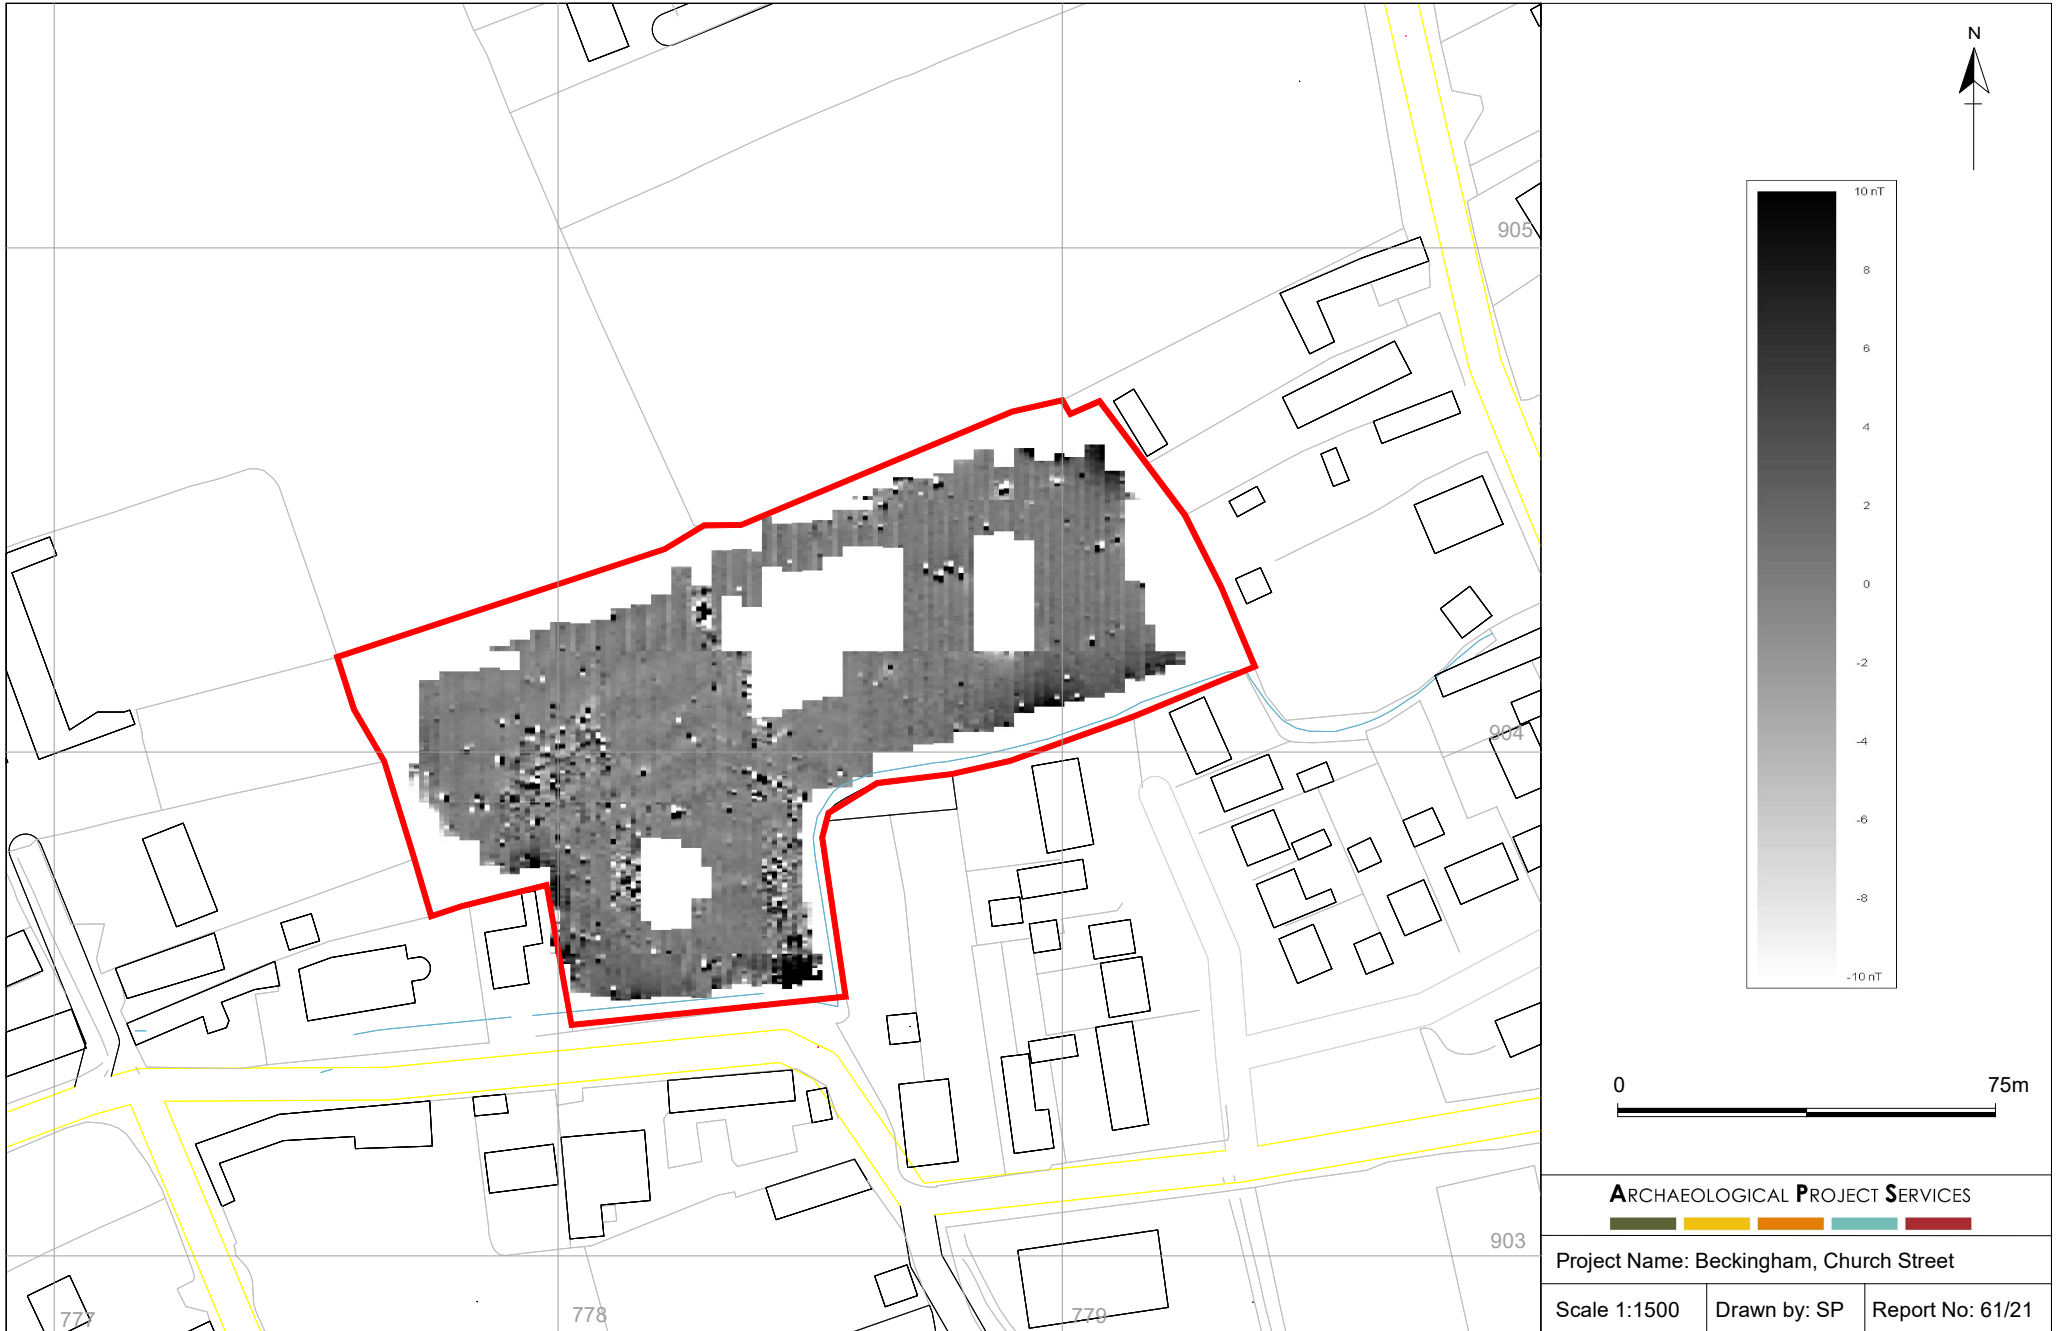 N
10 nT
8
6
4
2
0
-2
-4
-6
-8
-10 nT
905
904
903
777
778
779
0 75m
ARCHAEOLOGICAL PROJECT SERVICES
Project Name: Beckingham, Church Street
Scale 1:1500 Drawn by: SP Report No: 61/21